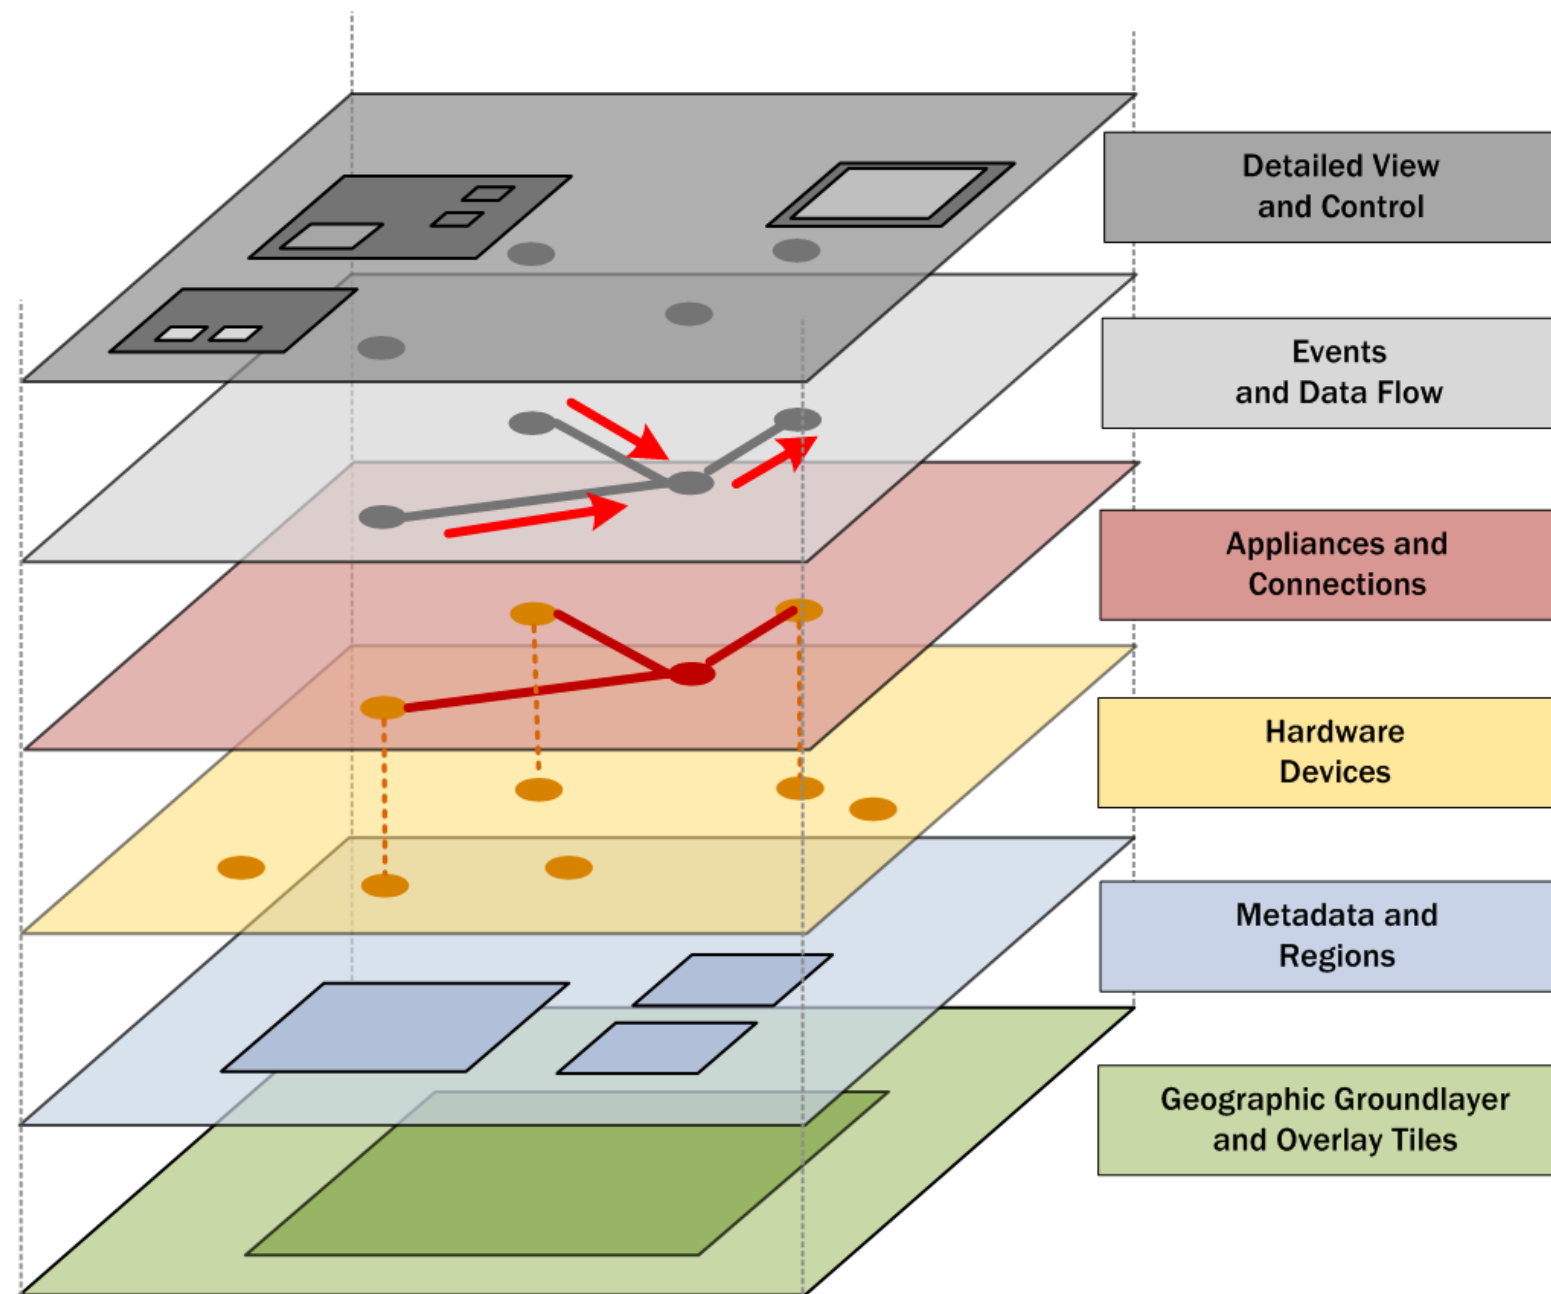 Detailed View
and Control
Events
and Data Flow
Appliances and
Connections
Hardware
Devices
Metadata and
Regions
Geographic Groundlayer
and Overlay Tiles